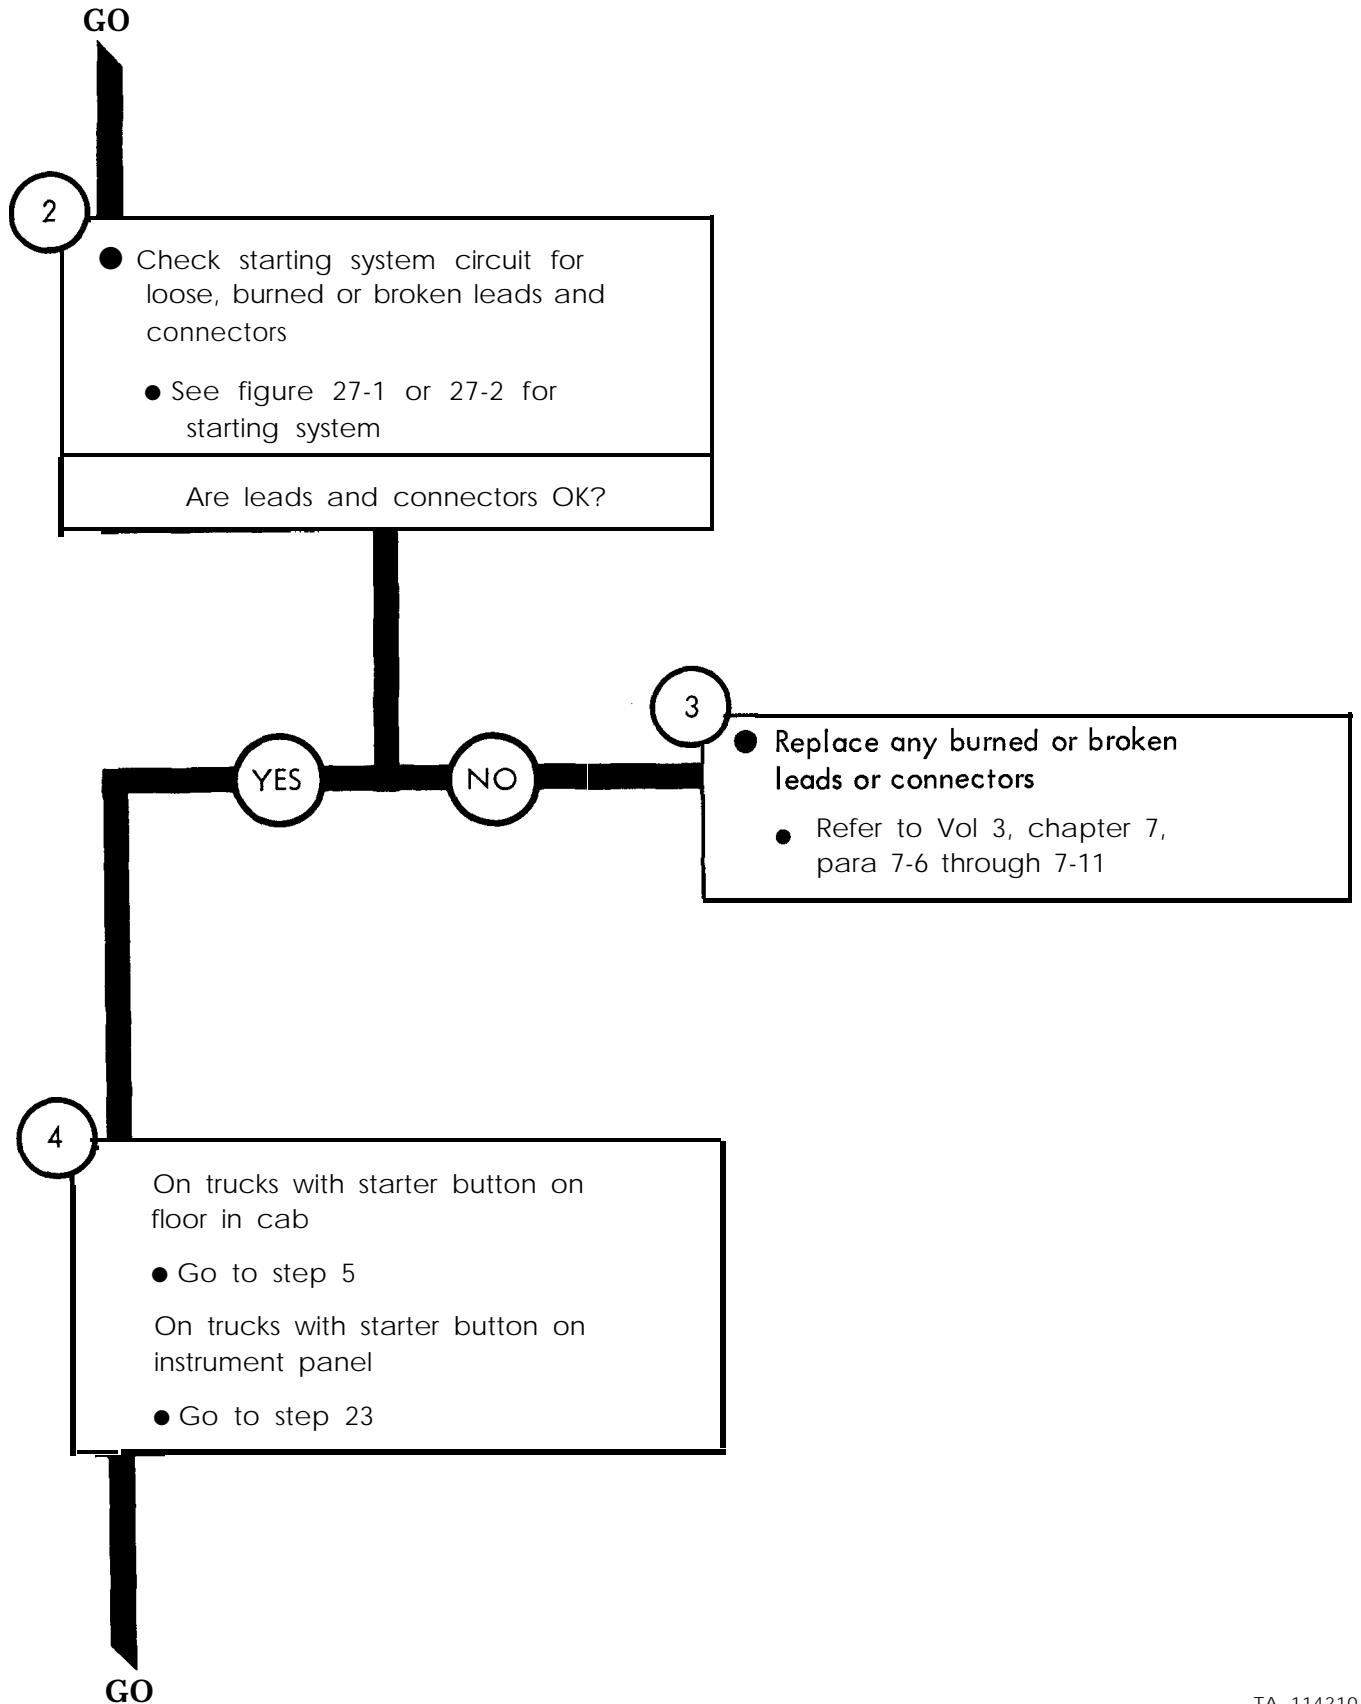 GO
2
● Check starting system circuit for
loose, burned or broken leads and
connectors
● See figure 27-1 or 27-2 for
starting system
Are leads and connectors OK?
YES
NO
3
● Replace any burned or broken
leads or connectors
● Refer to Vol 3, chapter 7,
para 7-6 through 7-11
4
On trucks with starter button on
floor in cab
● Go to step 5
On trucks with starter button on
instrument panel
● Go to step 23
GO
TA 114210